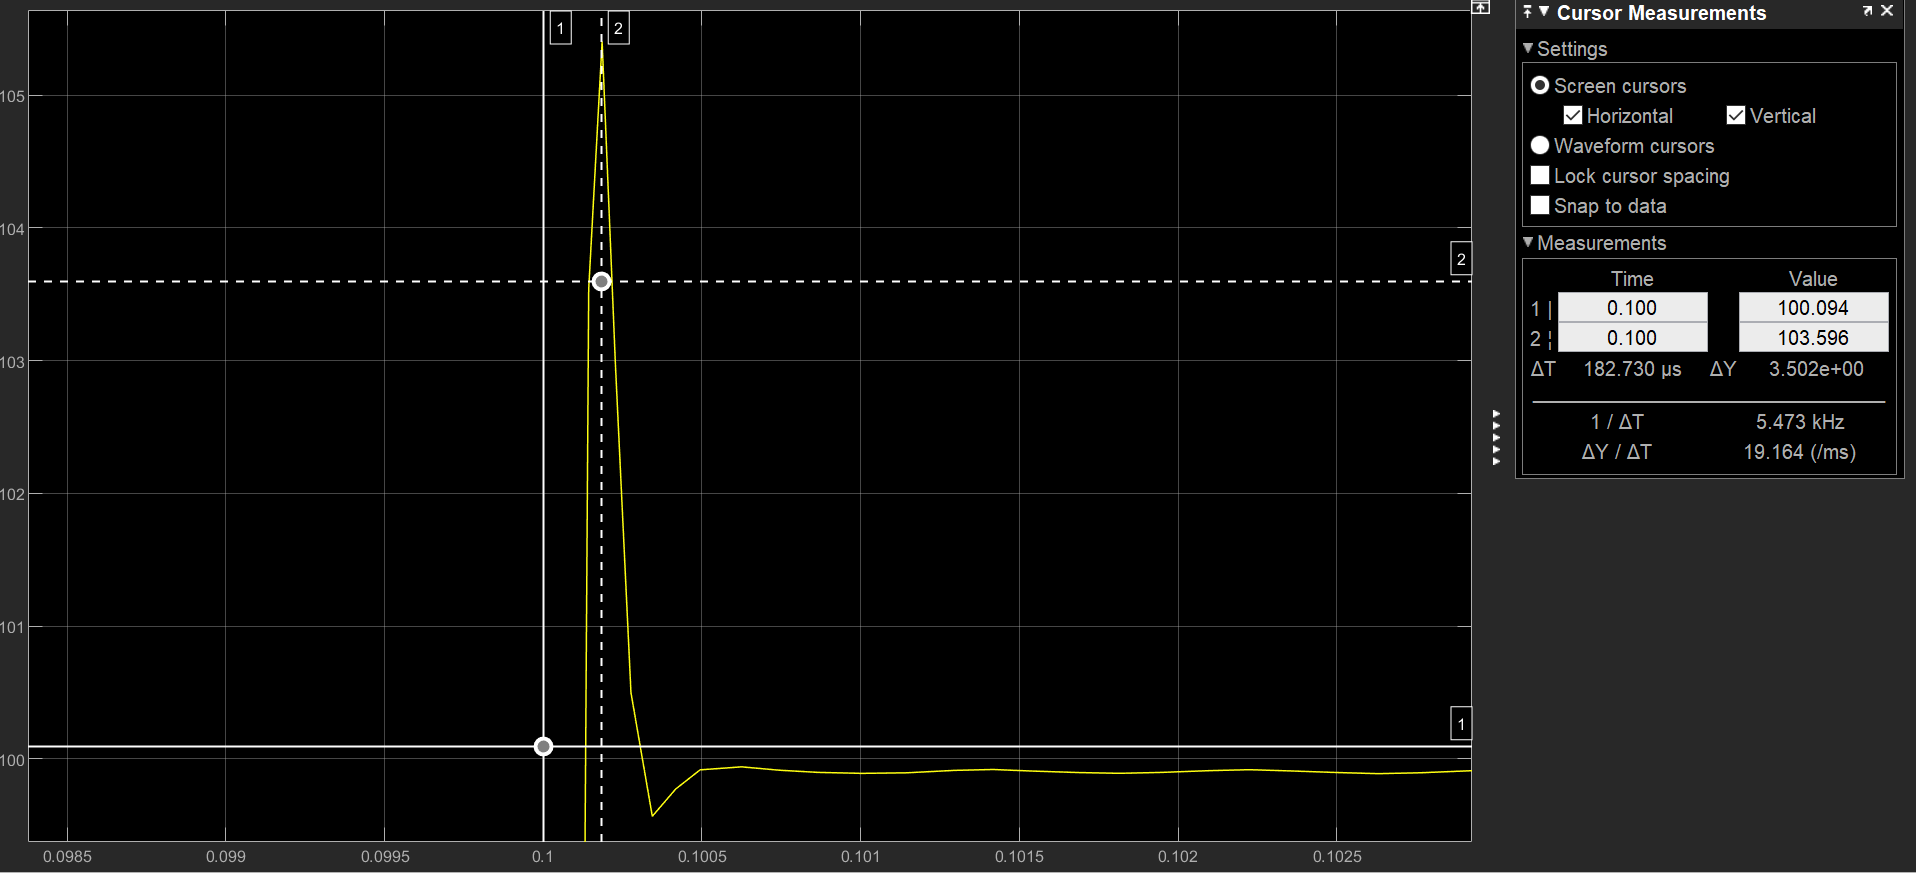 1
2
105
104
103
102
101
100
2
1
0.0985 0.099 0.0995 0.1 0.1005 0.101 0.1015 0.102 0.1025
Cursor Measurements
Settings
Screen cursors
Horizontal Vertical
Waveform cursors
Lock cursor spacing
Snap to data
Measurements
Time Value
1 | 0.100 100.094
2 ¦ 0.100 103.596
ΔT 182.730 µs ΔY 3.502e+00
1 / ΔT 5.473 kHz
ΔY / ΔT 19.164 (/ms)